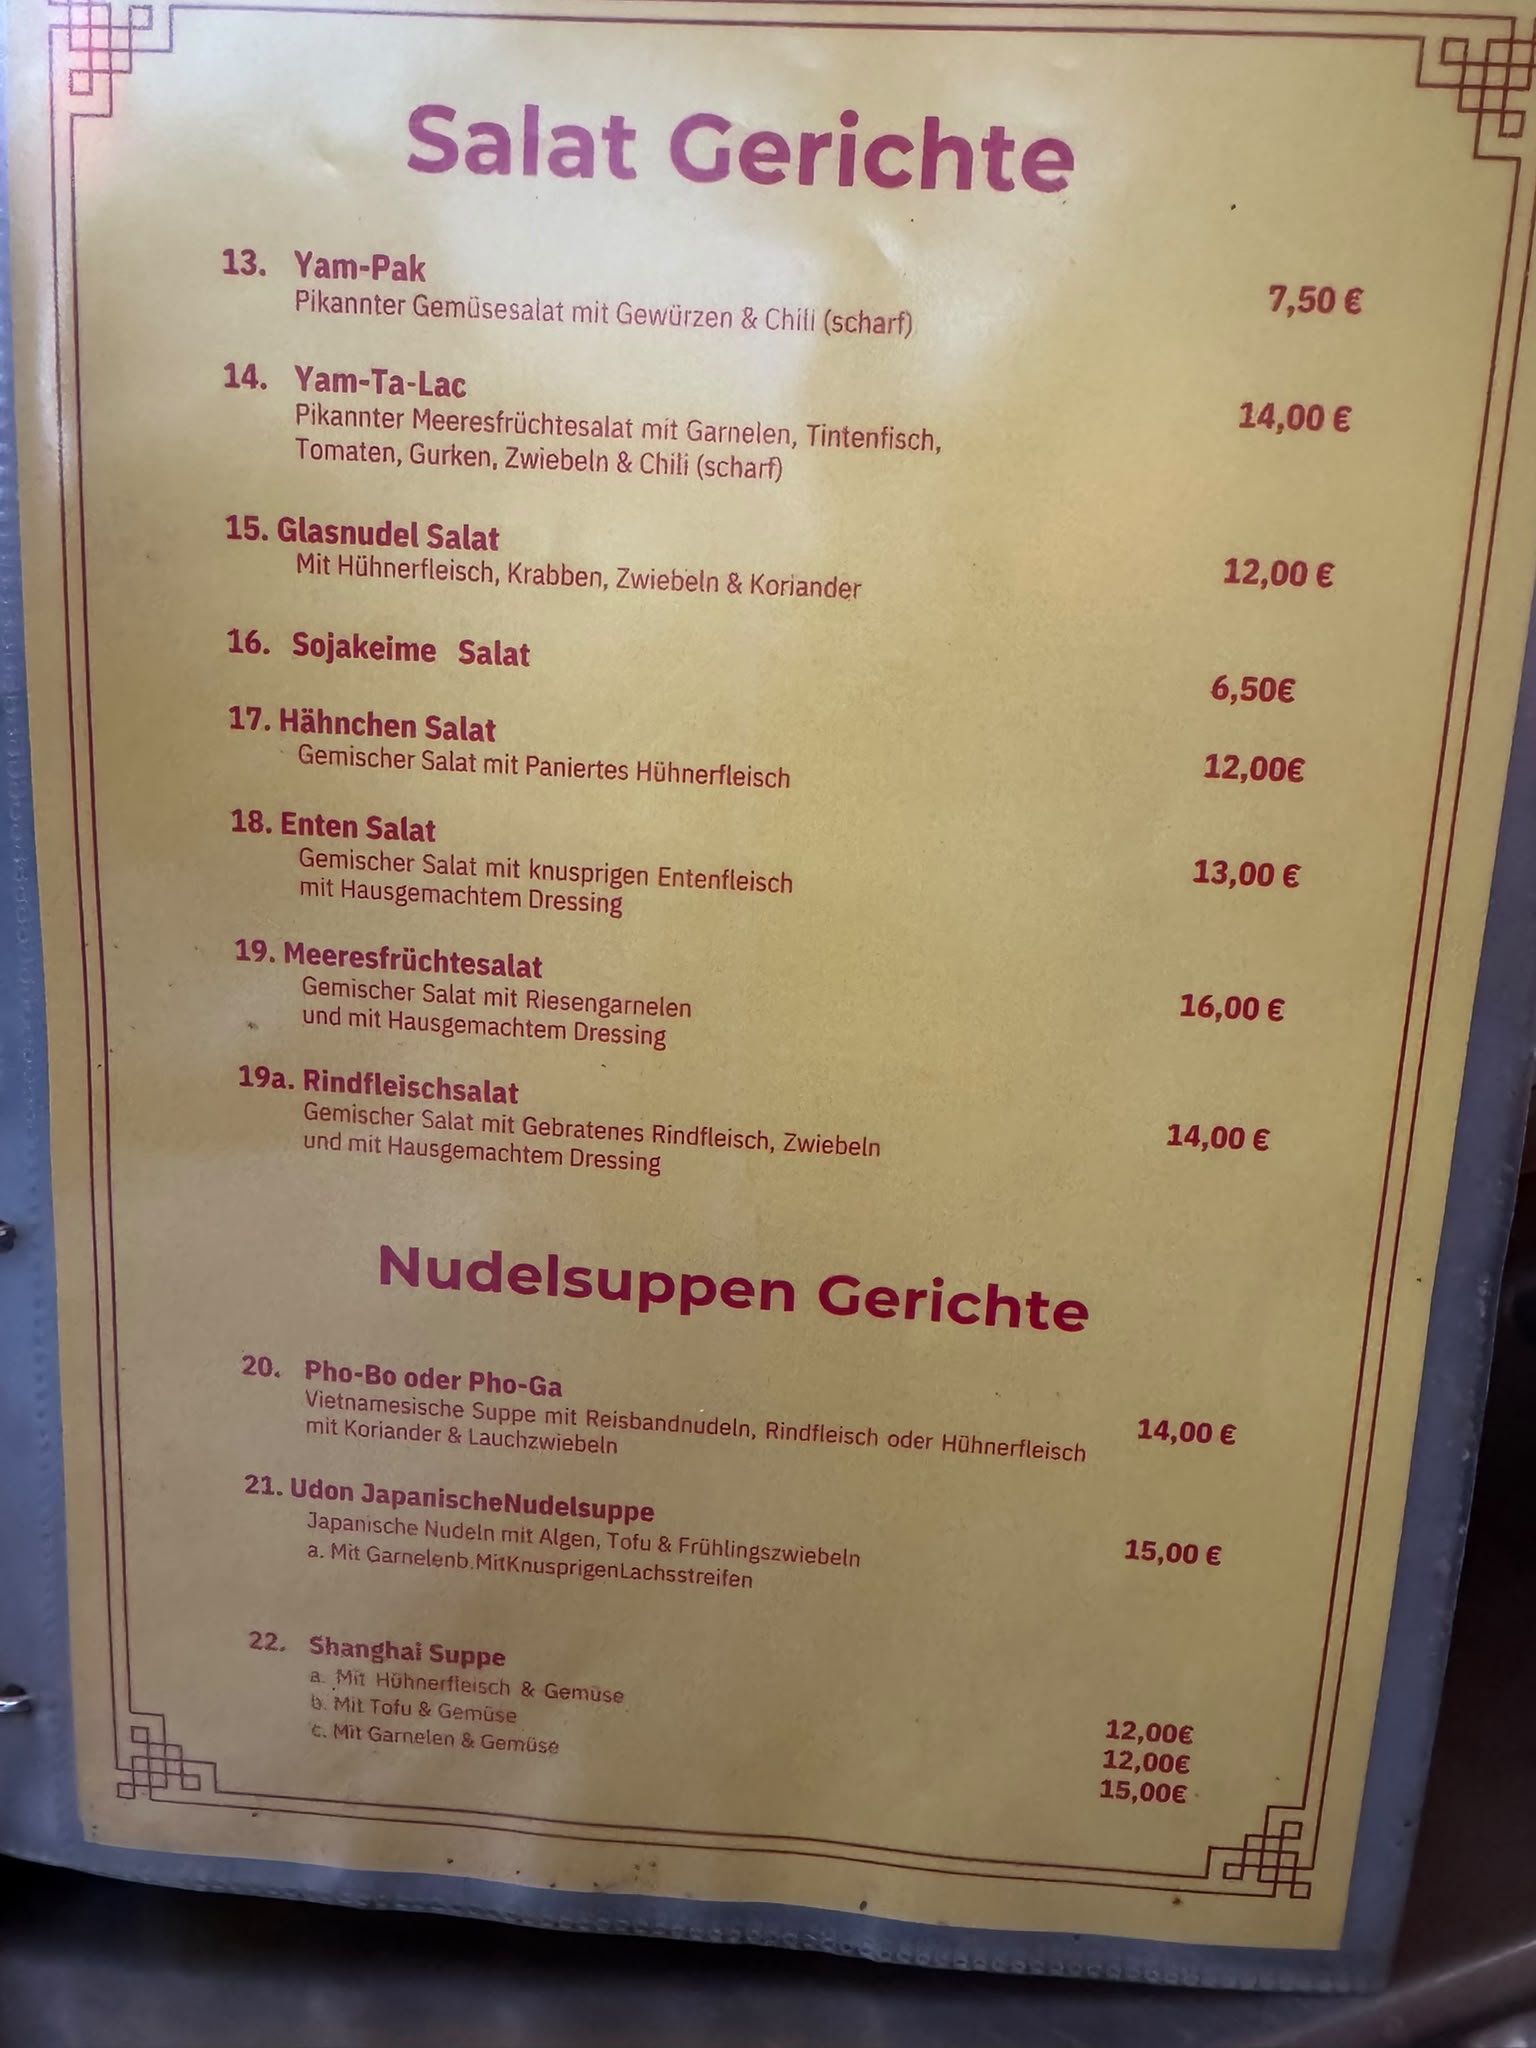 Salat Gerichte
13. Yam-Pak
Pikannter Gemüsesalat mit Gewürzen & Chili (scharf)
7,50 €
14. Yam-Ta-Lac
Pikannter Meeresfrüchtesalat mit Garnelen, Tintenfisch,
Tomaten, Gurken, Zwiebeln & Chili (scharf)
14,00 €
15. Glasnudel Salat
Mit Hühnerfleisch, Krabben, Zwiebeln & Koriander
12,00 €
16. Sojakeime Salat
6,50€
17. Hähnchen Salat
Gemischer Salat mit Paniertes Hühnerfleisch
12,00€
18. Enten Salat
Gemischer Salat mit knusprigen Entenfleisch
mit Hausgemachtem Dressing
13,00 €
19. Meeresfrüchtesalat
Gemischer Salat mit Riesengarnelen
und mit Hausgemachtem Dressing
16,00 €
19a. Rindfleischsalat
Gemischer Salat mit Gebratenes Rindfleisch, Zwiebeln
und mit Hausgemachtem Dressing
14,00 €
Nudelsuppen Gerichte
20. Pho-Bo oder Pho-Ga
Vietnamesische Suppe mit Reisbandnudeln, Rindfleisch oder Hühnerfleisch
mit Koriander & Lauchzwiebeln
14,00 €
21. Udon JapanischeNudelsuppe
Japanische Nudeln mit Algen, Tofu & Frühlingszwiebeln
a. Mit Garnelenb.MitKnusprigenLachsstreifen
15,00 €
22. Shanghai Suppe
a. Mit Hühnerfleisch & Gemüse
b. Mit Tofu & Gemüse
c. Mit Garnelen & Gemüse
12,00€
12,00€
15,00€